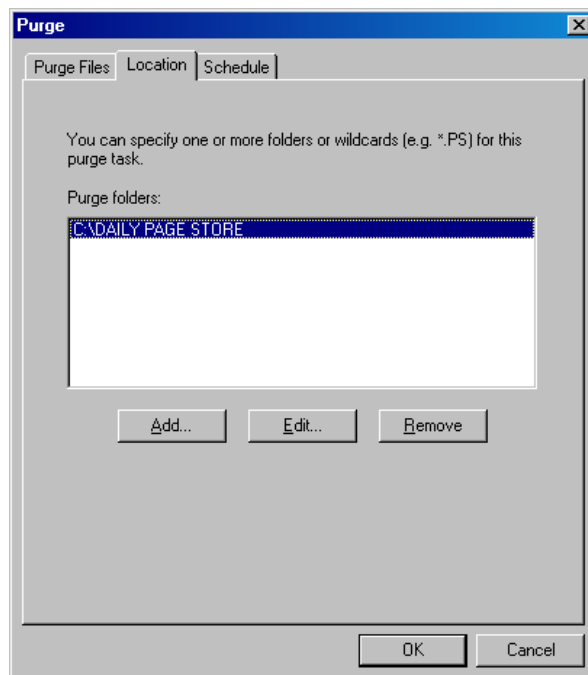 Purge
Purge Files
Location
Schedule
You can specify one or more folders or wildcards (e.g. *.PS) for this
purge task.
Purge folders:
C:\DAILY PAGE STORE
Add...
Edit...
Remove
OK
Cancel